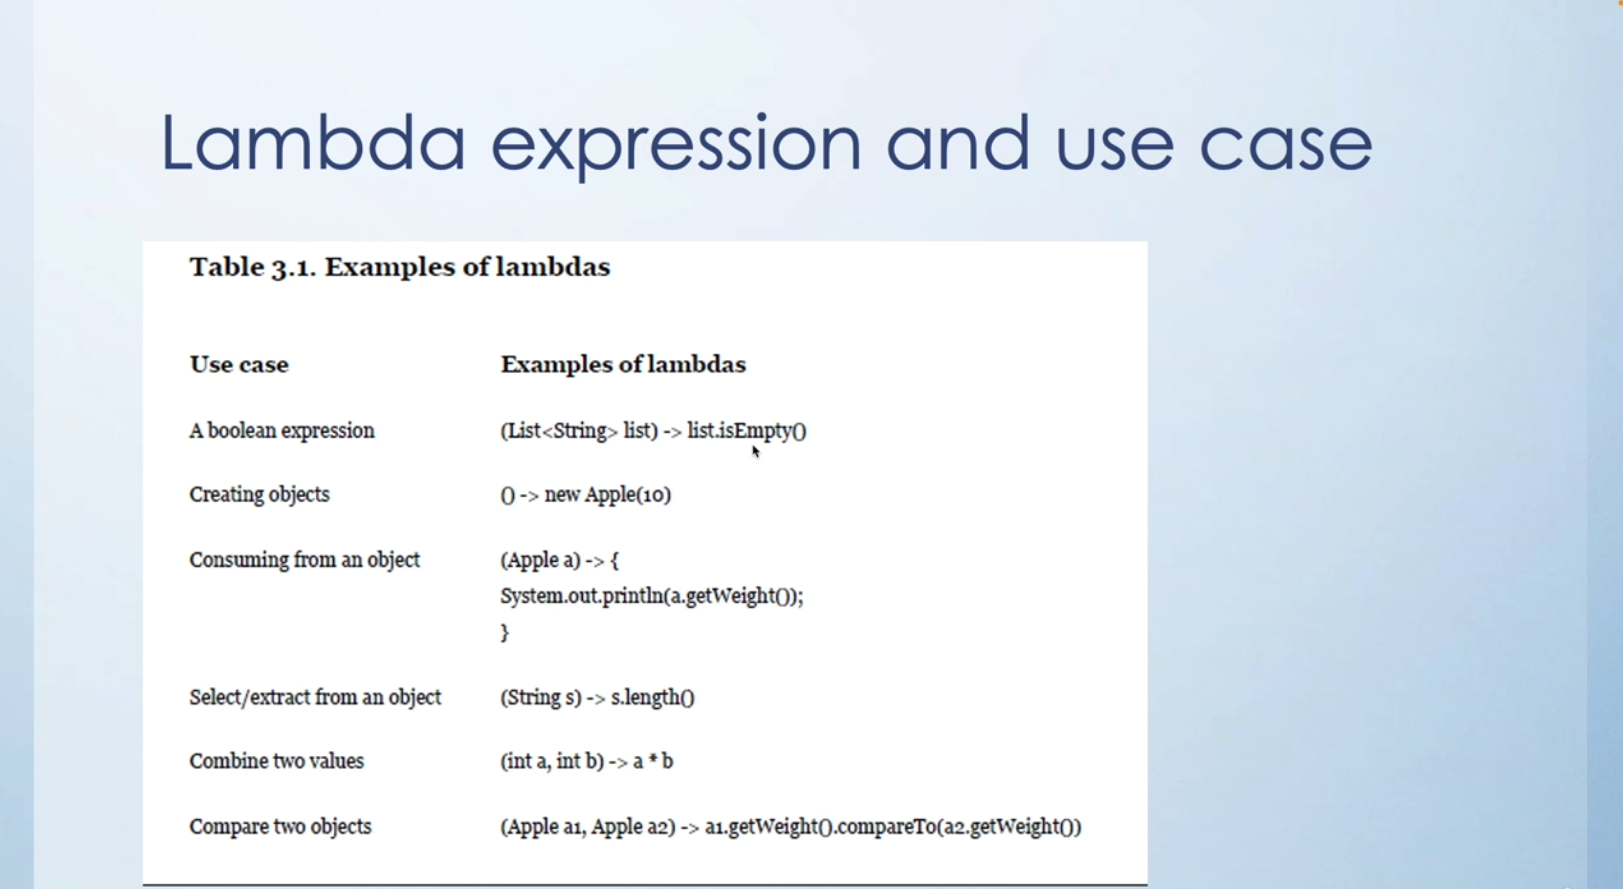 Lambda expression and use case
Table 3.1. Examples of lambdas
Use case Examples of lambdas
A boolean expression (List<String> list) -> list.isEmpty()
Creating objects () -> new Apple(10)
Consuming from an object (Apple a) -> {
System.out.println(a.getWeight());
}
Select/extract from an object (String s) -> s.length()
Combine two values (int a, int b) -> a * b
Compare two objects (Apple a1, Apple a2) -> a1.getWeight().compareTo(a2.getWeight())